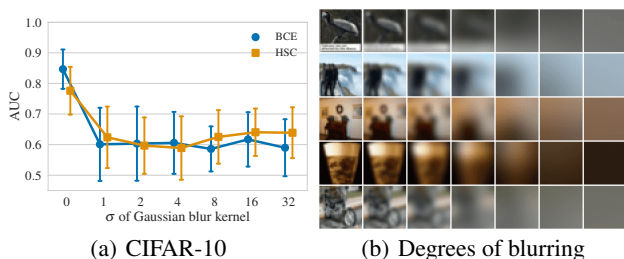 1.0
0.9
0.8
0.7
0.6
0.5
AUC
BCE
HSC
0 1 2 4 8 16 32
σ of Gaussian blur kernel
(a) CIFAR-10
(b) Degrees of blurring